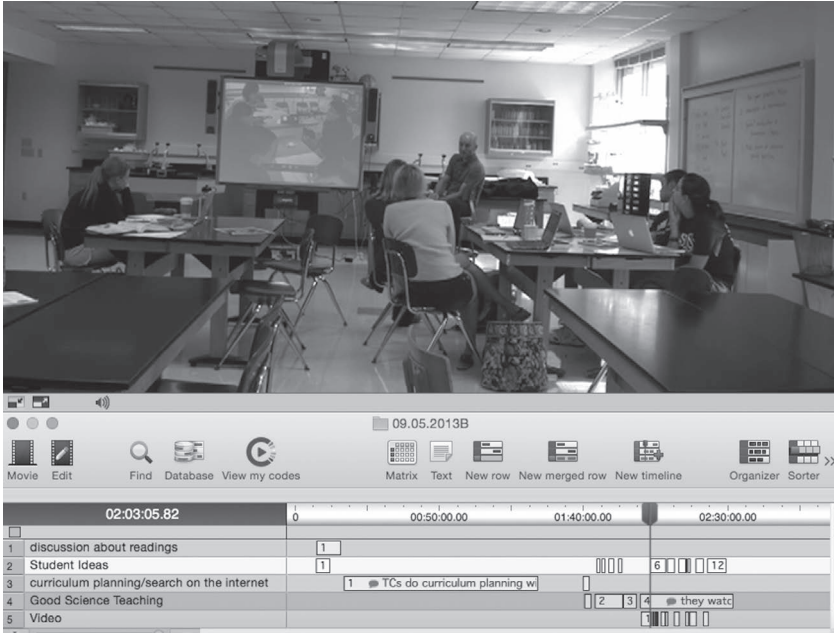 09.05.2013B
Movie Edit Find Database View my codes Matrix Text New row New merged row New timeline Organizer Sorter
02:03:05.82 0 00:50:00.00 01:40:00.00 02:30:00.00
1 discussion about readings 1
2 Student Ideas 1 6 12
3 curriculum planning/search on the internet 1 TCs do curriculum planning wi
4 Good Science Teaching 2 3 4 they watc
5 Video 1